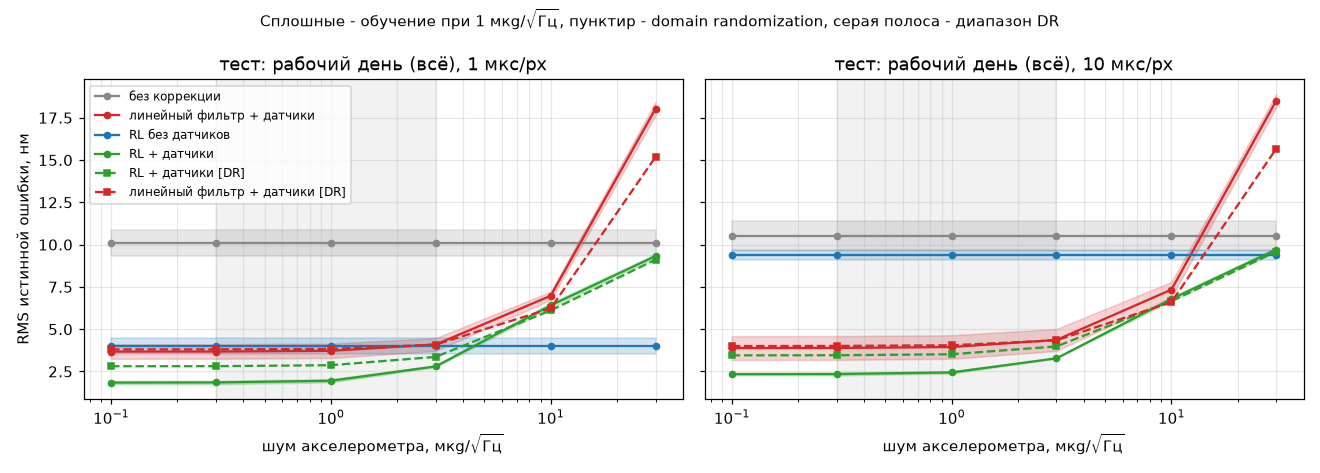 Сплошные - обучение при 1 мкг/√Гц, пунктир - domain randomization, серая полоса - диапазон DR
тест: рабочий день (всё), 1 мкс/px
тест: рабочий день (всё), 10 мкс/px
RMS истинной ошибки, нм
17.5
15.0
12.5
10.0
7.5
5.0
2.5
без коррекции
линейный фильтр + датчики
RL без датчиков
RL + датчики
RL + датчики [DR]
линейный фильтр + датчики [DR]
10⁻¹
10⁰
10¹
10⁻¹
10⁰
10¹
шум акселерометра, мкг/√Гц
шум акселерометра, мкг/√Гц